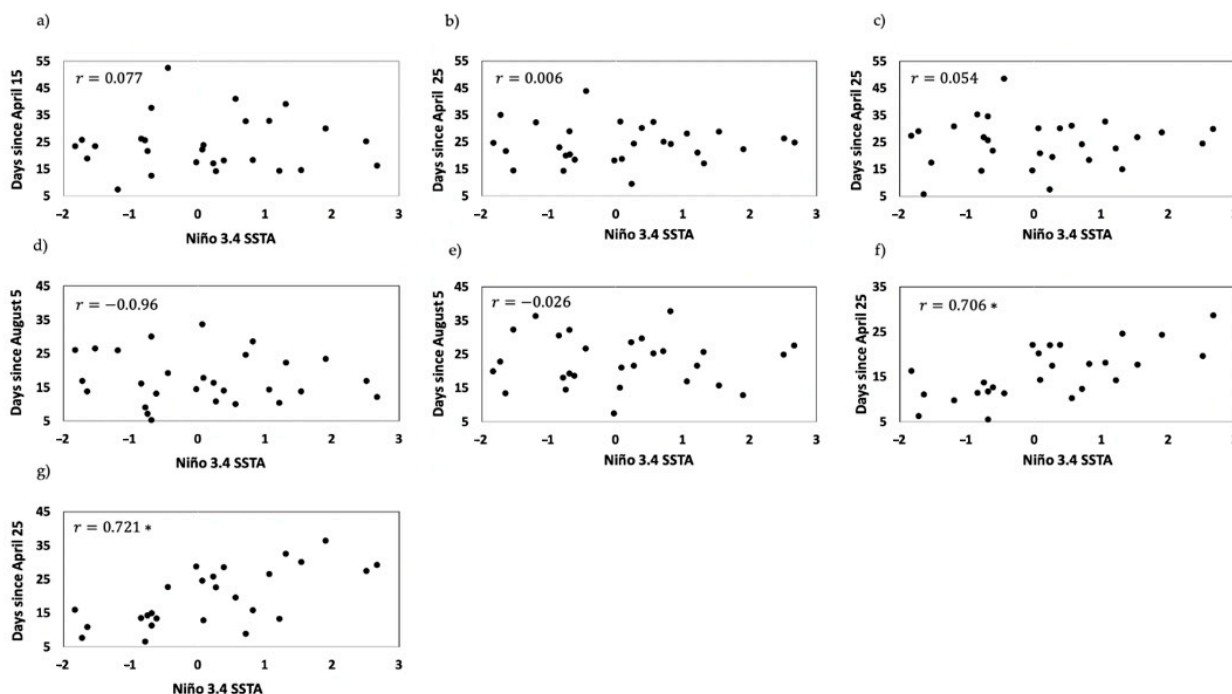 a)
Days since April 15
r = 0.077
55
45
35
25
15
5
−2 −1 0 1 2 3
Niño 3.4 SSTA
b)
Days since April 25
r = 0.006
55
45
35
25
15
5
−2 −1 0 1 2 3
Niño 3.4 SSTA
c)
Days since April 25
r = 0.054
55
45
35
25
15
5
−2 −1 0 1 2
Niño 3.4 SSTA
d)
Days since August 5
r = −0.0.96
45
35
25
15
5
−2 −1 0 1 2 3
Niño 3.4 SSTA
e)
Days since August 5
r = −0.026
45
35
25
15
5
−2 −1 0 1 2 3
Niño 3.4 SSTA
f)
Days since April 25
r = 0.706 *
35
25
15
5
−2 −1 0 1 2
Niño 3.4 SSTA
g)
Days since April 25
r = 0.721 *
45
35
25
15
5
−2 −1 0 1 2 3
Niño 3.4 SSTA